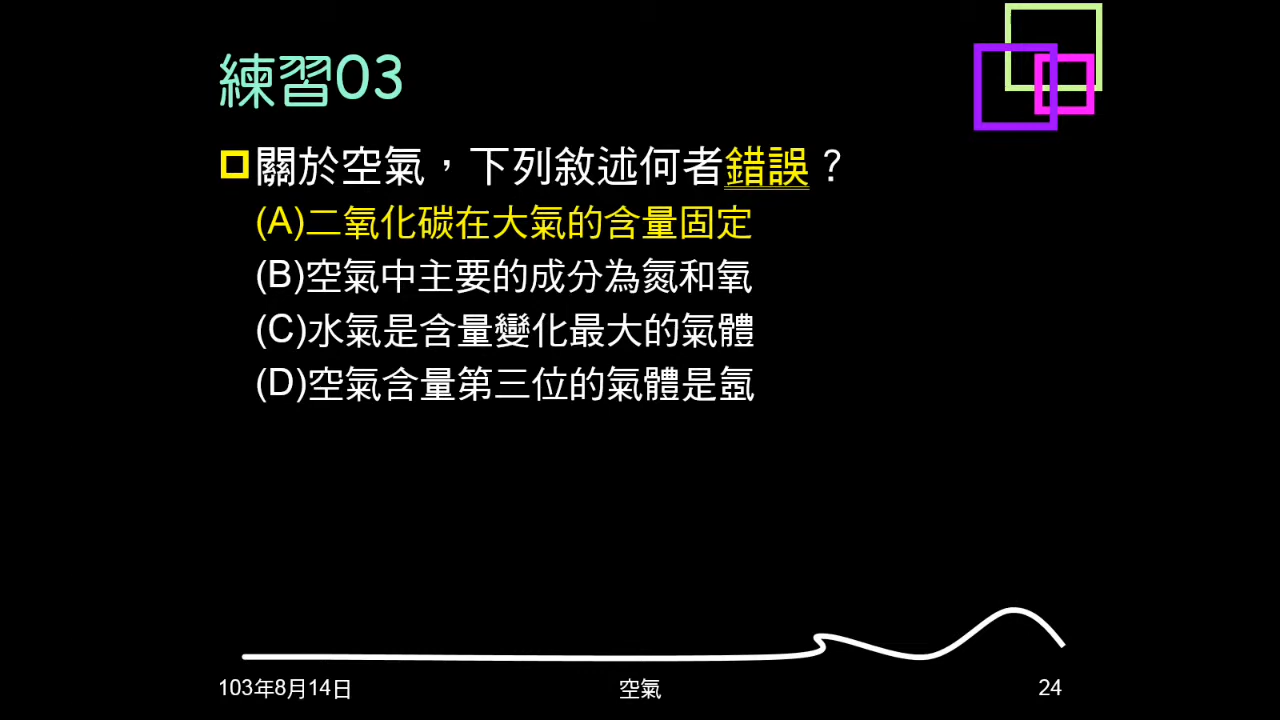 練習03
關於空氣，下列敘述何者錯誤？
(A)二氧化碳在大氣的含量固定
(B)空氣中主要的成分為氮和氧
(C)水氣是含量變化最大的氣體
(D)空氣含量第三位的氣體是氬
103年8月14日
空氣
24